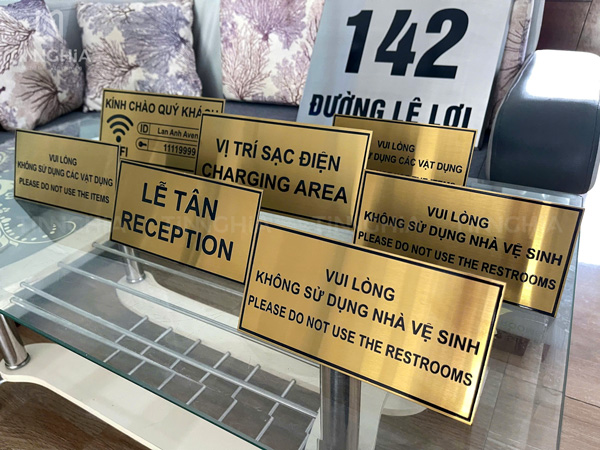 142
ĐƯỜNG LÊ LỢI
KÍNH CHÀO QUÝ KHÁCH
ID Lan Anh Aven
11119999
VỊ TRÍ SẠC ĐIỆN
CHARGING AREA
VUI LÒNG
SỬ DỤNG CÁC VẬT DỤNG
VUI LÒNG
KHÔNG SỬ DỤNG CÁC VẬT DỤNG
PLEASE DO NOT USE THE ITEMS
LỄ TÂN
RECEPTION
VUI LÒNG
KHÔNG SỬ DỤNG NHÀ VỆ SINH
PLEASE DO NOT USE THE RESTROOMS
VUI LÒNG
KHÔNG SỬ DỤNG NHÀ VỆ SINH
PLEASE DO NOT USE THE RESTROOMS
TINNGHIA